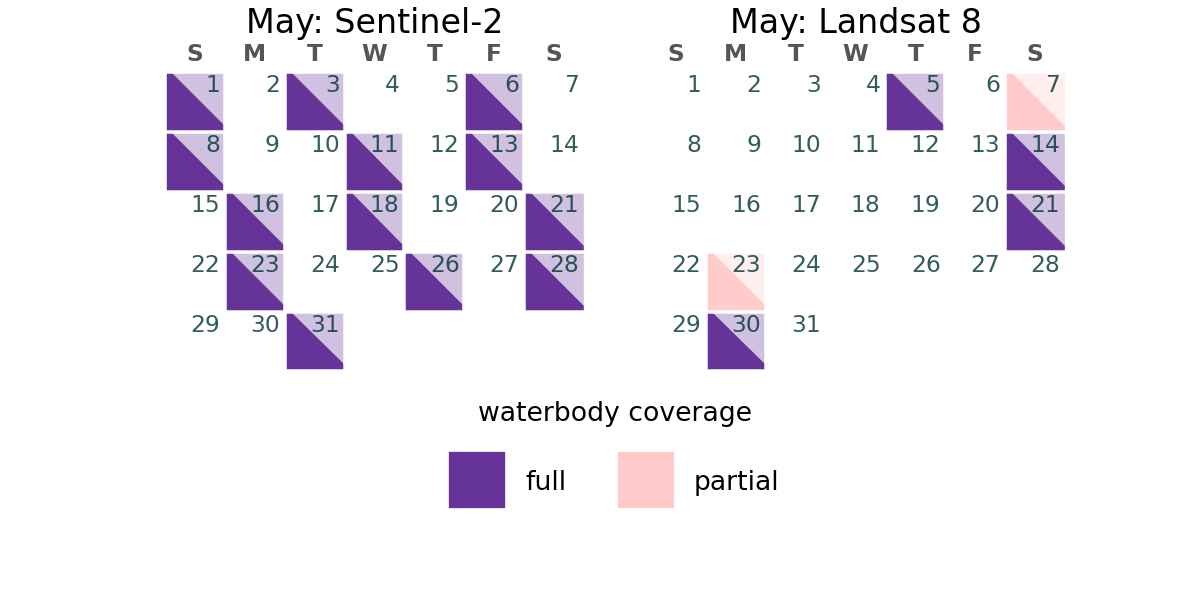 May: Sentinel-2
S M T W T F S
1 2 3 4 5 6 7
8 9 10 11 12 13 14
15 16 17 18 19 20 21
22 23 24 25 26 27 28
29 30 31
May: Landsat 8
S M T W T F S
1 2 3 4 5 6 7
8 9 10 11 12 13 14
15 16 17 18 19 20 21
22 23 24 25 26 27 28
29 30 31
waterbody coverage
full
partial